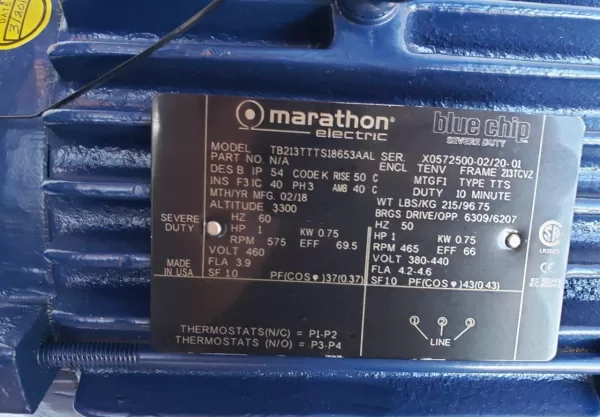 DATE
3/201
marathon®
electric
blue chip
SEVERE DUTY
MODEL TB213TTTS18653AAL SER. X0572500-02/20-01
PART NO. N/A ENCL TENV FRAME 213TCVZ
DES B IP 54 CODE K RISE 50 C MTGF1 TYPE TTS
INS F3 IC 40 PH 3 AMB 40 C DUTY 10 MINUTE
MTH/YR MFG. 02/18 WT LBS/KG 215/96.75
ALTITUDE 3300 BRGS DRIVE/OPP. 6309/6207
SEVERE DUTY
HZ 60
HP 1 KW 0.75
RPM 575 EFF 69.5
VOLT 460
FLA 3.9
SF 1.0 PF(COS φ).37(0.37)
HZ 50
HP 1 KW 0.75
RPM 465 EFF 66
VOLT 380-440
FLA 4.2-4.6
SF 1.0 PF(COS φ).43(0.43)
MADE
IN USA
THERMOSTATS(N/C) = P1-P2
THERMOSTATS (N/O) = P3-P4
1 2 3
LINE
CE